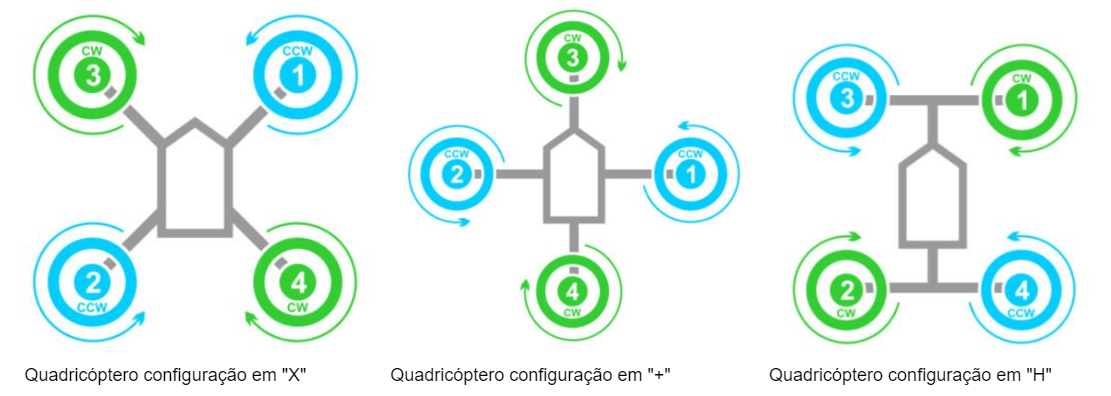 CW
3
CCW
1
2
CCW
4
CW
Quadricóptero configuração em "X"
CW
3
CCW
2
CCW
1
4
CW
Quadricóptero configuração em "+"
CCW
3
CW
1
2
CW
4
CCW
Quadricóptero configuração em "H"